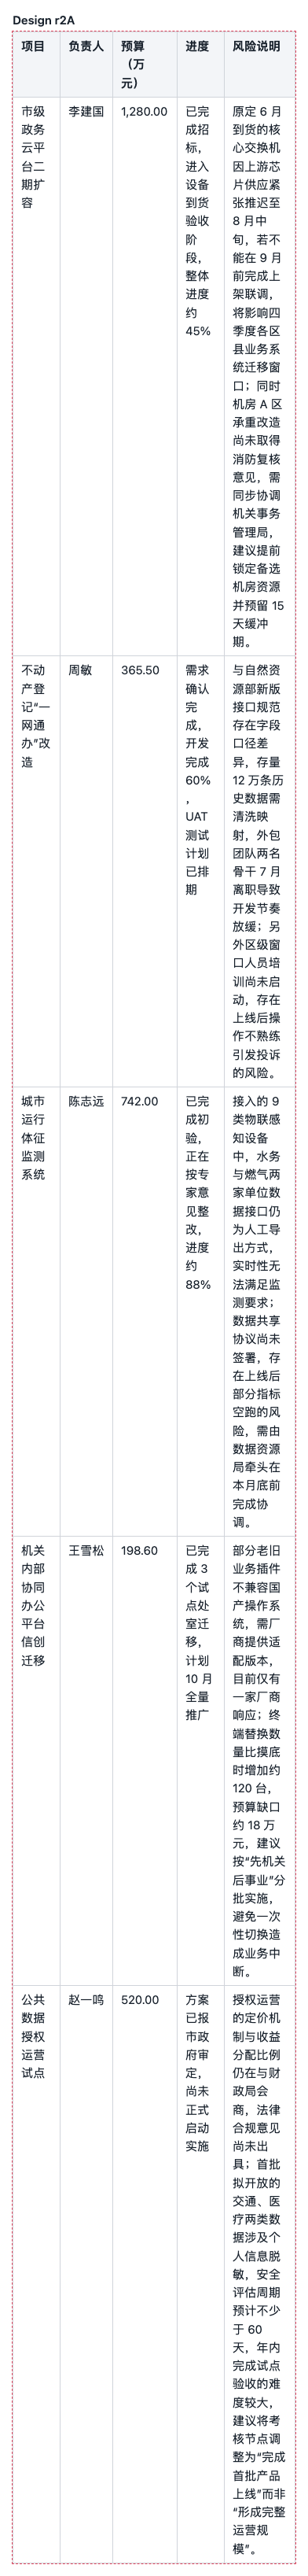 Design r2A
项目 负责人 预算
（万
元） 进度 风险说明
市级
政务
云平
台二
期扩
容
李建国
1,280.00
已完
成招
标，
进入
设备
到货
验收
阶
段，
整体
进度
约
45%
原定 6 月
到货的核
心交换机
因上游芯
片供应紧
张推迟至
8 月中
旬，若不
能在 9 月
前完成上
架联调，
将影响四
季度各区
县业务系
统迁移窗
口；同时
机房 A 区
承重改造
尚未取得
消防复核
意见，需
同步协调
机关事务
管理局，
建议提前
锁定备选
机房资源
并预留 15
天缓冲
期。
不动
产登
记“一
网通
办”改
造
周敏
365.50
需求
确认
完
成，
开发
完成
60%
，
UAT
测试
计划
已排
期
与自然资
源部新版
接口规范
存在字段
口径差
异，存量
12 万条历
史数据需
清洗映
射，外包
团队两名
骨干 7 月
离职导致
开发节奏
放缓；另
外区级窗
口人员培
训尚未启
动，存在
上线后操
作不熟练
引发投诉
的风险。
城市
运行
体征
监测
系统
陈志远
742.00
已完
成初
验，
正在
按专
家意
见整
改，
进度
约
88%
接入的 9
类物联感
知设备
中，水务
与燃气两
家单位数
据接口仍
为人工导
出方式，
实时性无
法满足监
测要求；
数据共享
协议尚未
签署，存
在上线后
部分指标
空跑的风
险，需由
数据资源
局牵头在
本月底前
完成协
调。
机关
内部
协同
办公
平台
信创
迁移
王雪松
198.60
已完
成 3
个试
点处
室迁
移，
计划
10 月
全量
推广
部分老旧
业务插件
不兼容国
产操作系
统，需厂
商提供适
配版本，
目前仅有
一家厂商
响应；终
端替换数
量比摸底
时增加约
120 台，
预算缺口
约 18 万
元，建议
按“先机关
后事业”分
批实施，
避免一次
性切换造
成业务中
断。
公共
数据
授权
运营
试点
赵一鸣
520.00
方案
已报
市政
府审
定，
尚未
正式
启动
实施
授权运营
的定价机
制与收益
分配比例
仍在与财
政局会
商，法律
合规意见
尚未出
具；首批
拟开放的
交通、医
疗两类数
据涉及个
人信息脱
敏，安全
评估周期
预计不少
于 60
天，年内
完成试点
验收的难
度较大，
建议将考
核节点调
整为“完成
首批产品
上线”而非
“形成完整
运营规
模”。